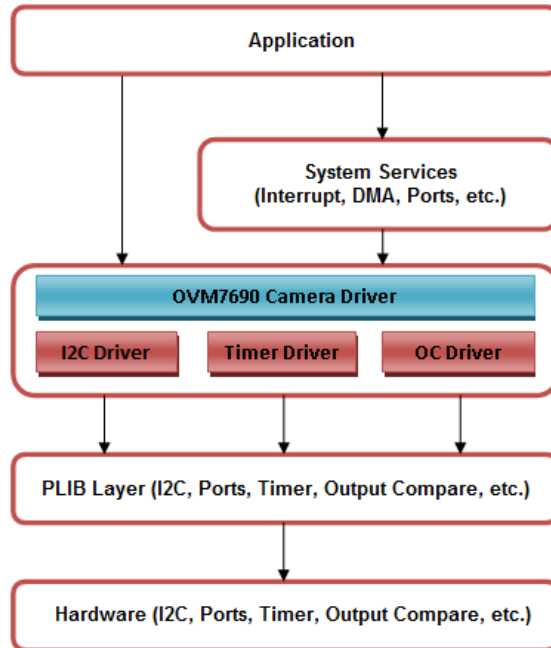 Application
System Services
(Interrupt, DMA, Ports, etc.)
OVM7690 Camera Driver
I2C Driver
Timer Driver
OC Driver
PLIB Layer (I2C, Ports, Timer, Output Compare, etc.)
Hardware (I2C, Ports, Timer, Output Compare, etc.)